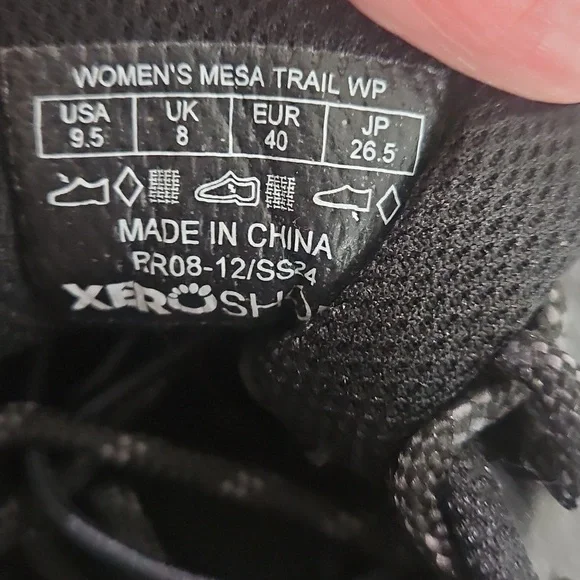 WOMEN'S MESA TRAIL WP
USA UK EUR JP
9.5 8 40 26.5
MADE IN CHINA
RR08-12/SS24
XERO